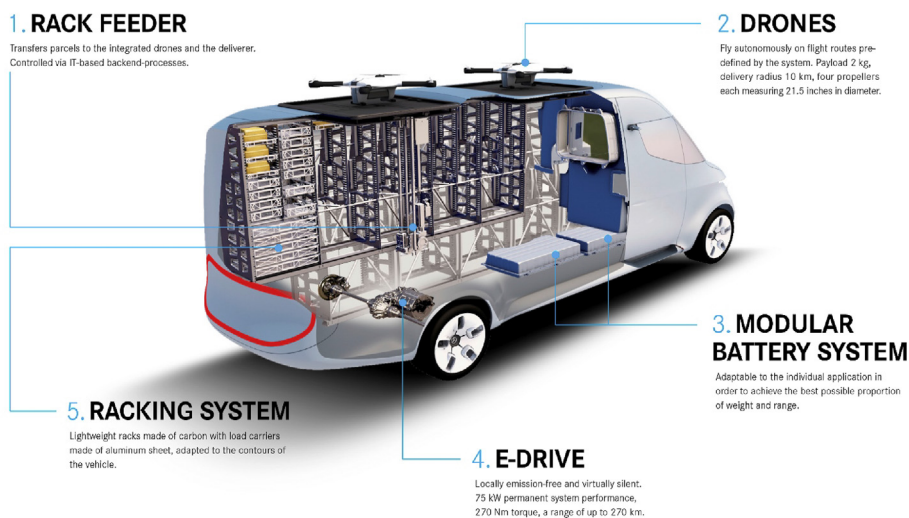 1. RACK FEEDER
Transfers parcels to the integrated drones and the deliverer.
Controlled via IT-based backend-processes.
2. DRONES
Fly autonomously on flight routes pre-
defined by the system. Payload 2 kg,
delivery radius 10 km, four propellers
each measuring 21.5 inches in diameter.
3. MODULAR
BATTERY SYSTEM
Adaptable to the individual application in
order to achieve the best possible proportion
of weight and range.
4. E-DRIVE
Locally emission-free and virtually silent.
75 kW permanent system performance,
270 Nm torque, a range of up to 270 km.
5. RACKING SYSTEM
Lightweight racks made of carbon with load carriers
made of aluminum sheet, adapted to the contours of
the vehicle.